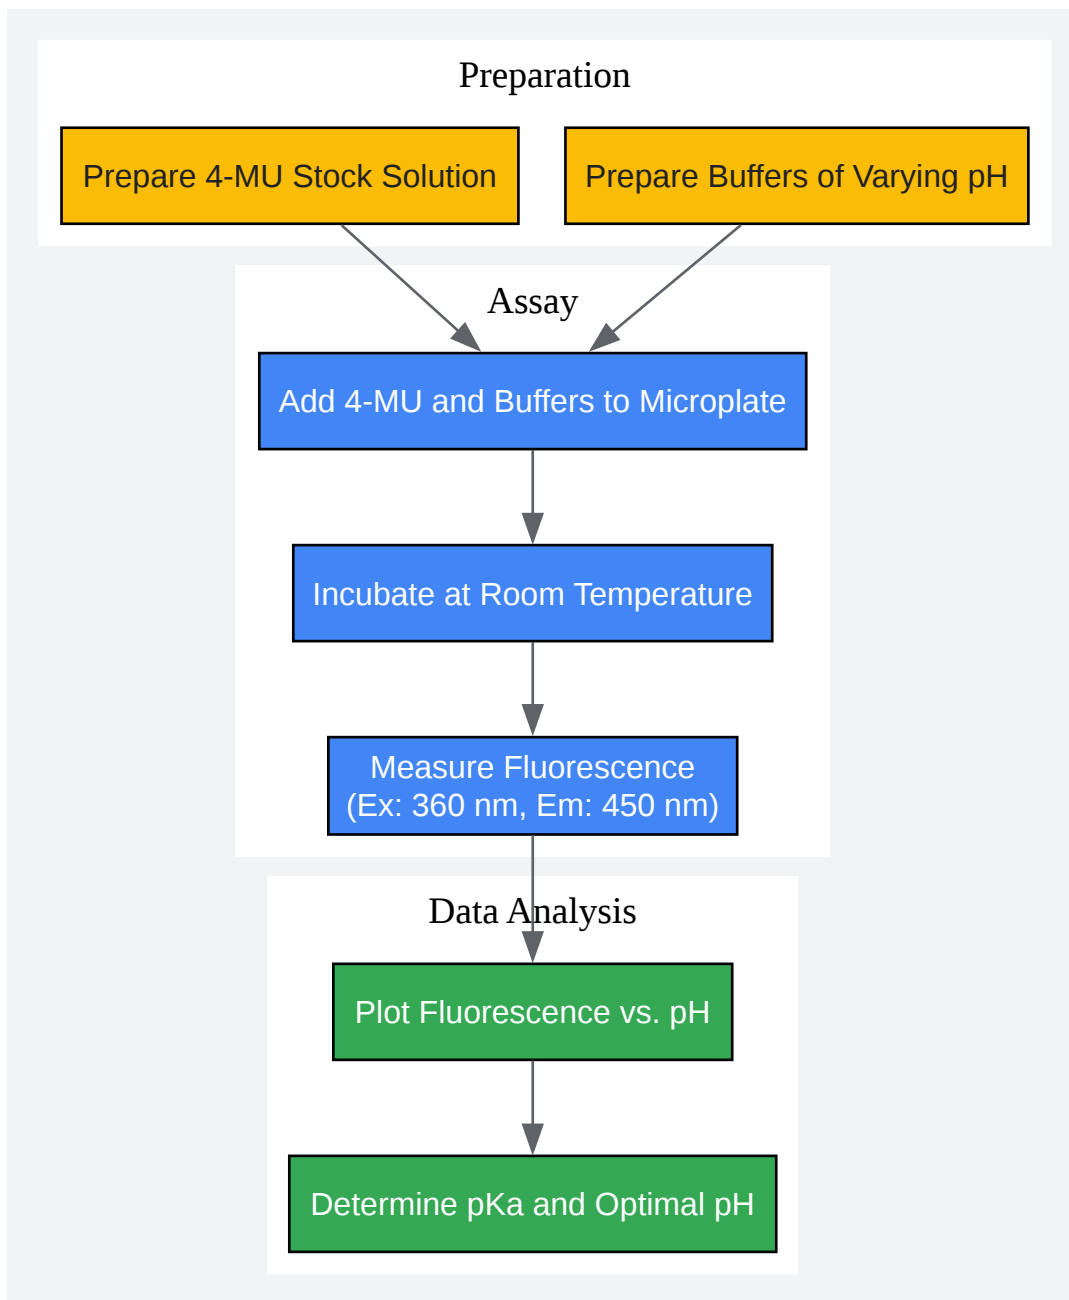 Preparation
Prepare 4-MU Stock Solution
Prepare Buffers of Varying pH
Assay
Add 4-MU and Buffers to Microplate
Incubate at Room Temperature
Measure Fluorescence
(Ex: 360 nm, Em: 450 nm)
Data Analysis
Plot Fluorescence vs. pH
Determine pKa and Optimal pH